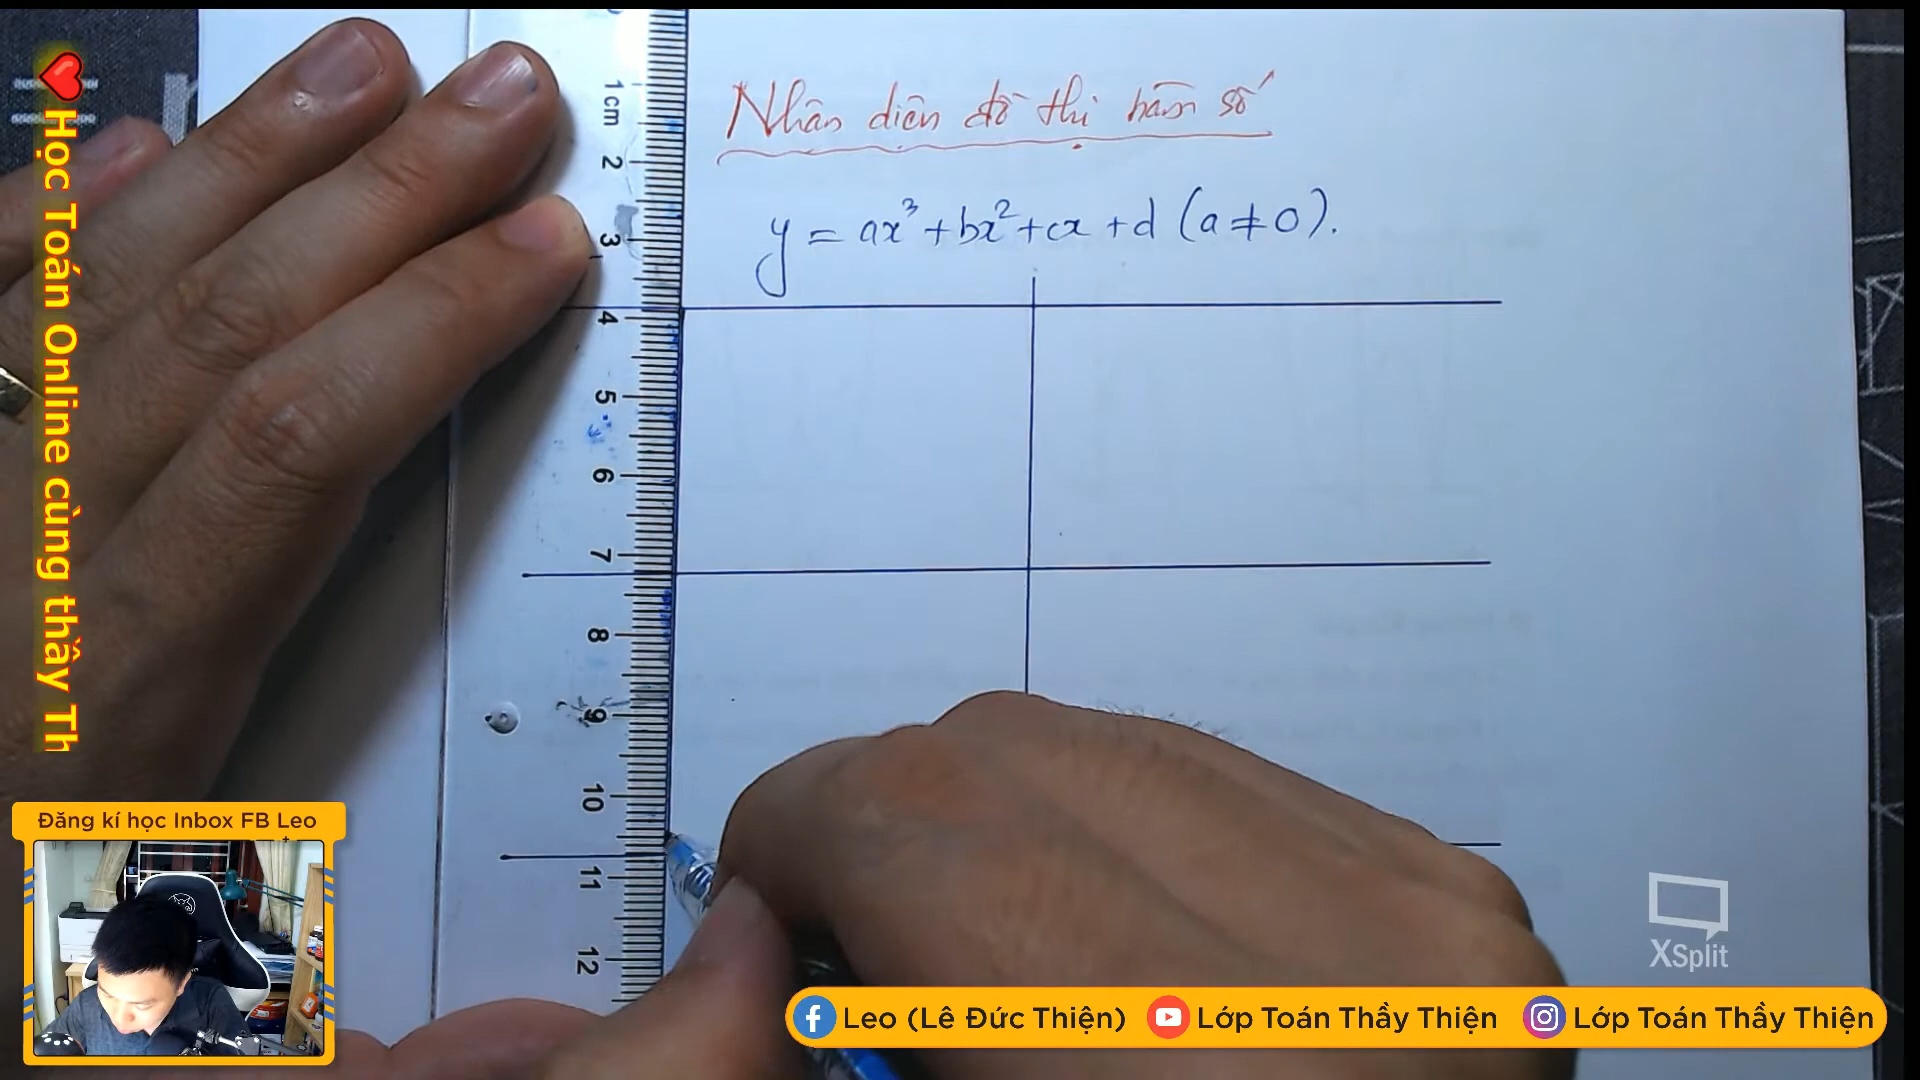 ❤️Học Toán Online cùng thầy Th
1cm
2
3
4
5
6
7
8
9
10
11
12
Nhân diện đồ thị hàm số
y = ax³ + bx² + cx + d (a ≠ 0).
Đăng kí học Inbox FB Leo
XSplit
Leo (Lê Đức Thiện)
Lớp Toán Thầy Thiện
Lớp Toán Thầy Thiện